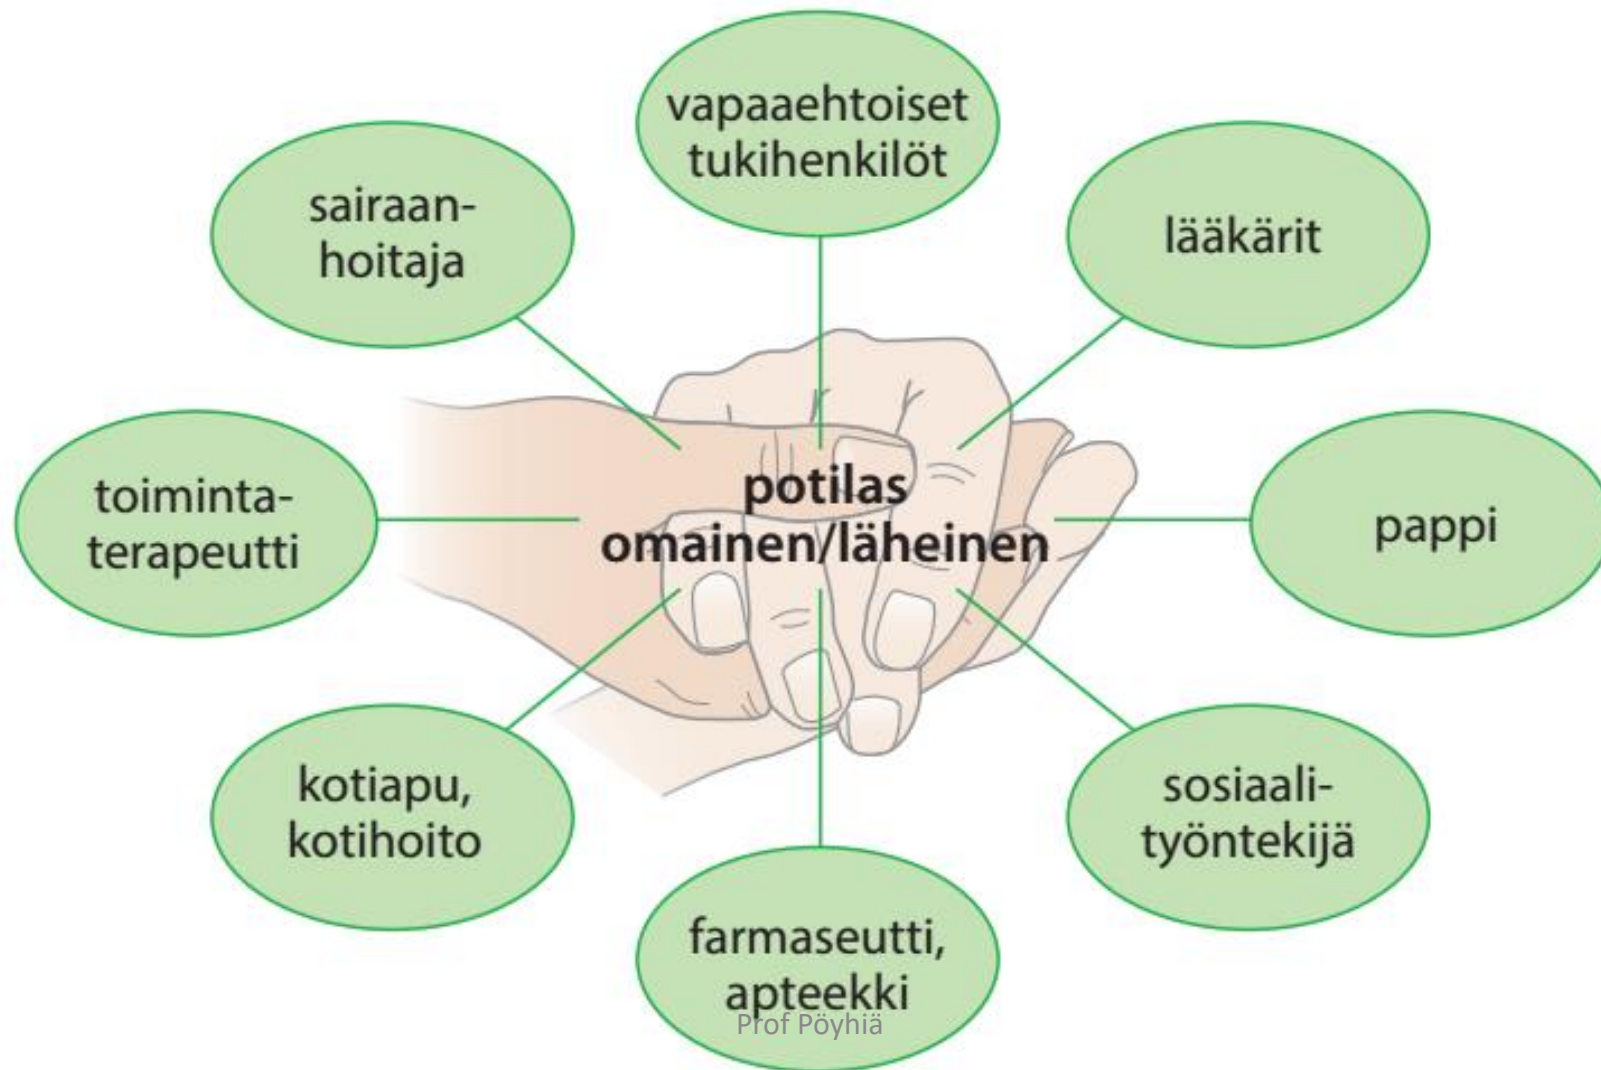 vapaaehtoiset
tukihenkilöt
sairaan-
hoitaja
lääkärit
potilas
omainen/läheinen
toiminta-
terapeutti
pappi
kotiapu,
kotihoito
sosiaali-
työntekijä
farmaseutti,
apteekki
Prof Pöyhiä